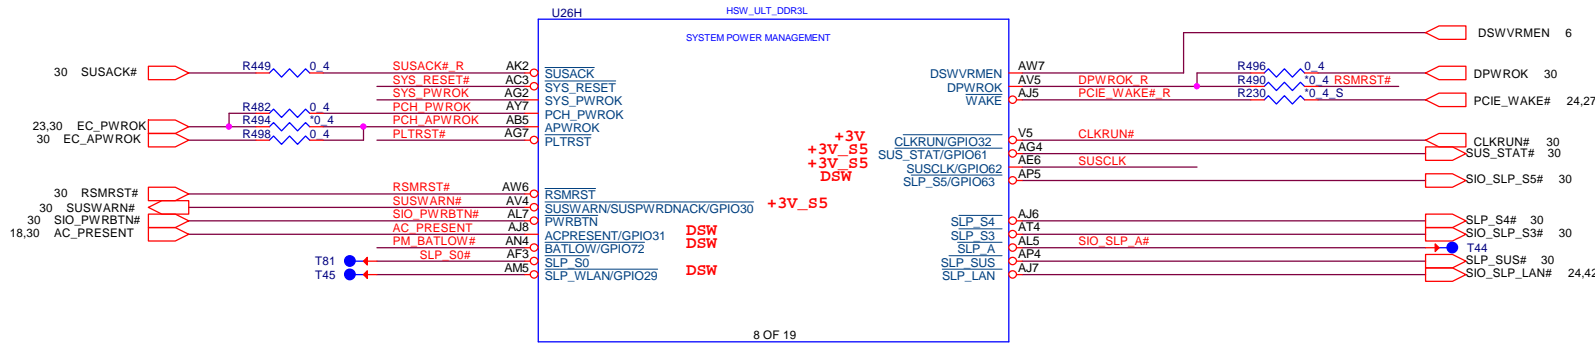 U26H
HSW_ULT_DDR3L
SYSTEM POWER MANAGEMENT
DSWVRMEN 6
30 SUSACK# R449 0_4 SUSACK#_R AK2 SUSACK
SYS_RESET# AC3 SYS_RESET
SYS_PWROK AG2 SYS_PWROK
R482 0_4 PCH_PWROK AY7 PCH_PWROK
23,30 EC_PWROK R494 *0_4 PCH_APWROK AB5 APWROK
30 EC_APWROK R498 0_4 PLTRST# AG7 PLTRST
DSWVRMEN AW7 R496 0_4 DPWROK 30
DPWROK AV5 DPWROK_R R490 *0_4 RSMRST#
WAKE AJ5 PCIE_WAKE#_R R230 *0_4_S PCIE_WAKE# 24,27
+3V CLKRUN/GPIO32 V5 CLKRUN# CLKRUN# 30
+3V_S5 SUS_STAT/GPIO61 AG4 SUS_STAT# 30
+3V_S5 SUSCLK/GPIO62 AE6 SUSCLK
DSW SLP_S5/GPIO63 AP5 SIO_SLP_S5# 30
30 RSMRST# RSMRST# AW6 RSMRST
30 SUSWARN# SUSWARN# AV4 SUSWARN/SUSPWRDNACK/GPIO30 +3V_S5
30 SIO_PWRBTN# SIO_PWRBTN# AL7 PWRBTN
18,30 AC_PRESENT AC_PRESENT AJ8 ACPRESENT/GPIO31 DSW
PM_BATLOW# AN4 BATLOW/GPIO72 DSW
T81 SLP_S0# AF3 SLP_S0
T45 AM5 SLP_WLAN/GPIO29 DSW
SLP_S4 AJ6 SLP_S4# 30
SLP_S3 AT4 SIO_SLP_S3# 30
SLP_A AL5 SIO_SLP_A# T44
SLP_SUS AP4 SLP_SUS# 30
SLP_LAN AJ7 SIO_SLP_LAN# 24,42
8 OF 19